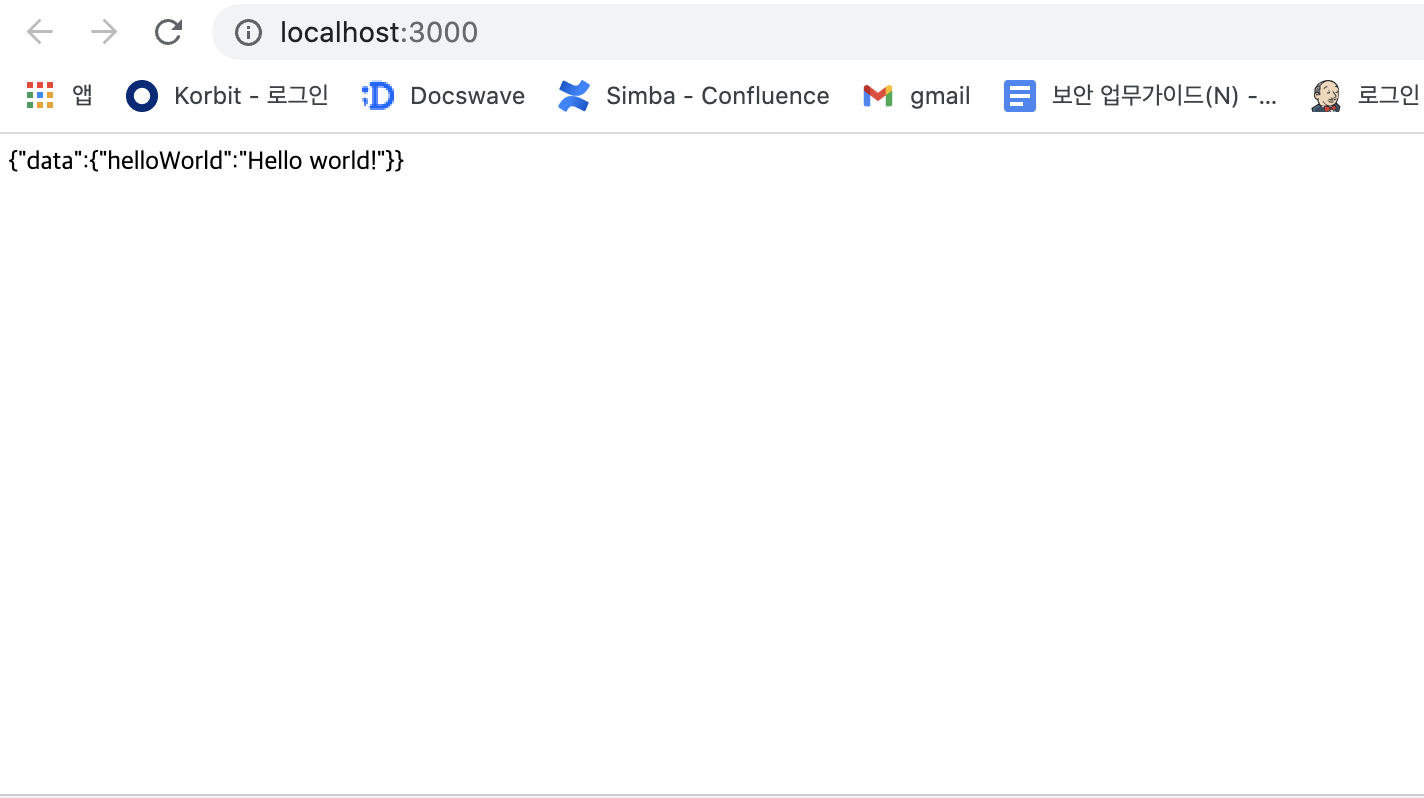 localhost:3000
앱 Korbit - 로그인 Docswave Simba - Confluence gmail 보안 업무가이드(N) -... 로그인
{"data":{"helloWorld":"Hello world!"}}